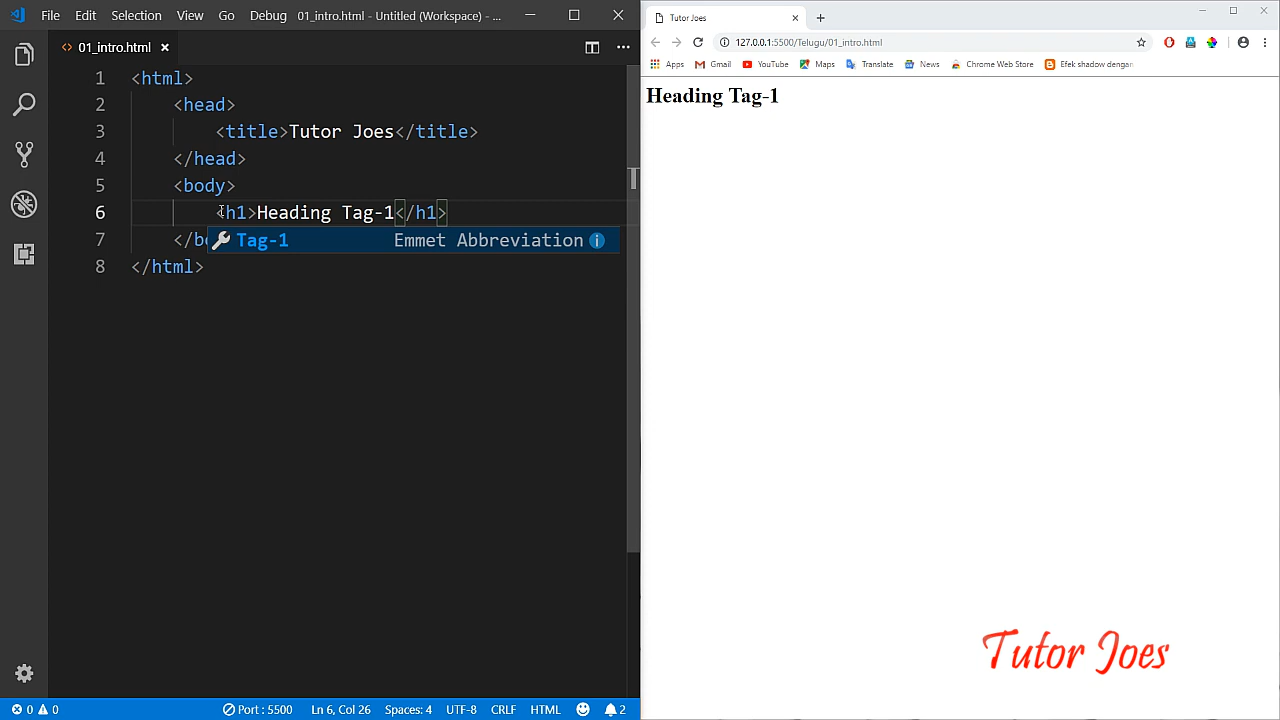 File Edit Selection View Go Debug 01_intro.html - Untitled (Workspace) - ...
01_intro.html
1 <html>
2 <head>
3 <title>Tutor Joes</title>
4 </head>
5 <body>
6 <h1>Heading Tag-1</h1>
Tag-1 Emmet Abbreviation
7 </bo
8 </html>
0 0 Port : 5500 Ln 6, Col 26 Spaces: 4 UTF-8 CRLF HTML 2
Tutor Joes
127.0.0.1:5500/Telugu/01_intro.html
Apps Gmail YouTube Maps Translate News Chrome Web Store Efek shadow dengan
Heading Tag-1
Tutor Joes